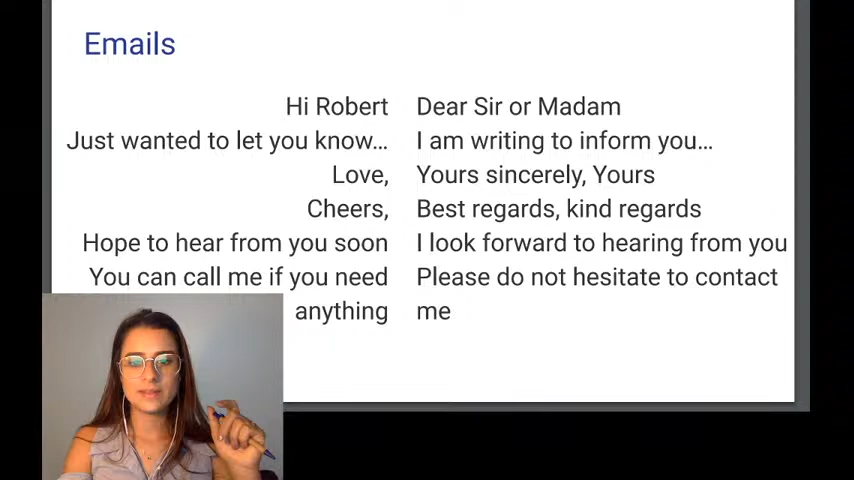 Emails
Hi Robert Dear Sir or Madam
Just wanted to let you know... I am writing to inform you...
Love, Yours sincerely, Yours
Cheers, Best regards, kind regards
Hope to hear from you soon I look forward to hearing from you
You can call me if you need Please do not hesitate to contact
anything me